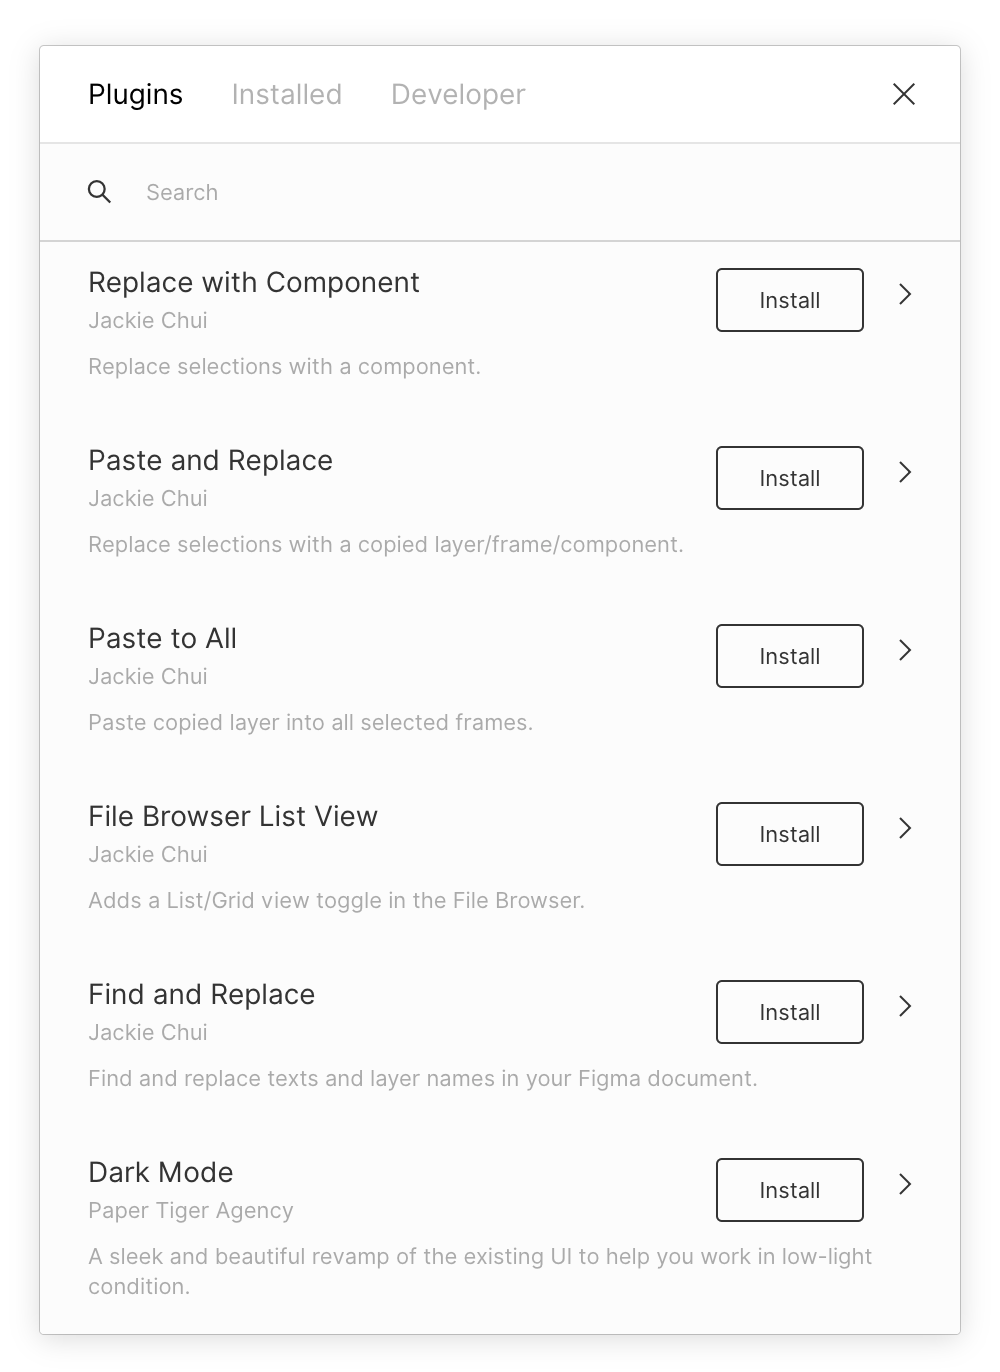 Plugins Installed Developer
Search
Replace with Component
Install
Jackie Chui
Replace selections with a component.
Paste and Replace
Install
Jackie Chui
Replace selections with a copied layer/frame/component.
Paste to All
Install
Jackie Chui
Paste copied layer into all selected frames.
File Browser List View
Install
Jackie Chui
Adds a List/Grid view toggle in the File Browser.
Find and Replace
Install
Jackie Chui
Find and replace texts and layer names in your Figma document.
Dark Mode
Install
Paper Tiger Agency
A sleek and beautiful revamp of the existing UI to help you work in low-light
condition.